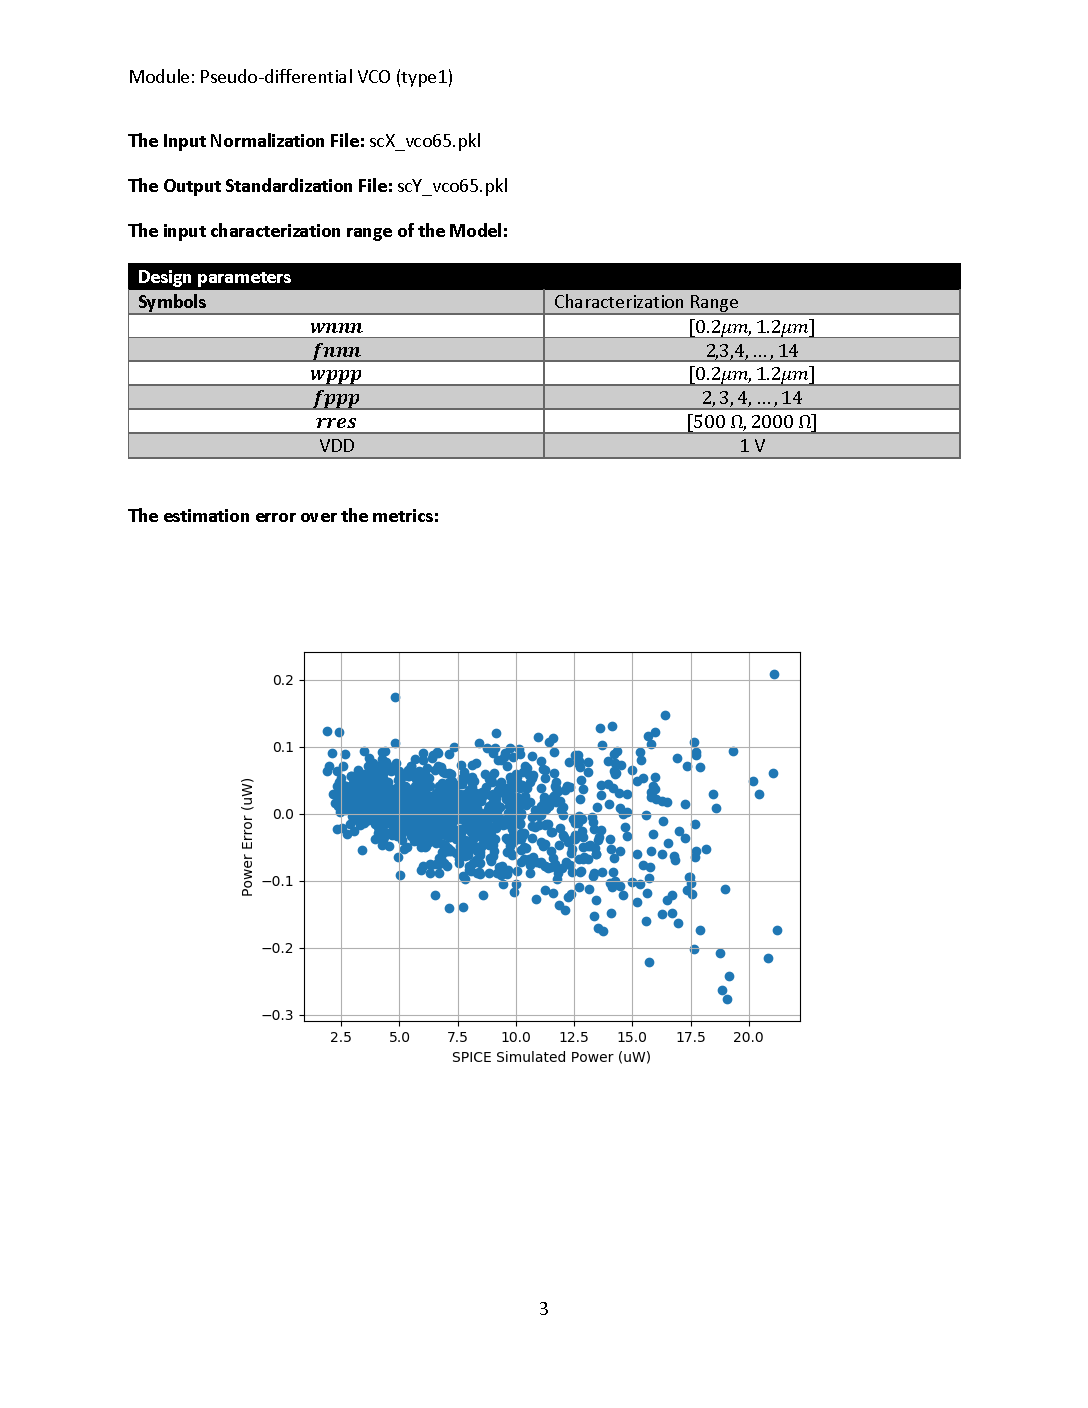 Module: Pseudo-differential VCO (type1)
The Input Normalization File: scX_vco65.pkl
The Output Standardization File: scY_vco65.pkl
The input characterization range of the Model:
Design parameters
Symbols Characterization Range
wnnn [0.2μm, 1.2μm]
fnnn 2,3,4, … , 14
wppp [0.2μm, 1.2μm]
fppp 2, 3, 4, … , 14
rres [500 Ω, 2000 Ω]
VDD 1 V
The estimation error over the metrics:
0.2
0.1
0.0
−0.1
−0.2
−0.3
Power Error (uW)
2.5 5.0 7.5 10.0 12.5 15.0 17.5 20.0
SPICE Simulated Power (uW)
3